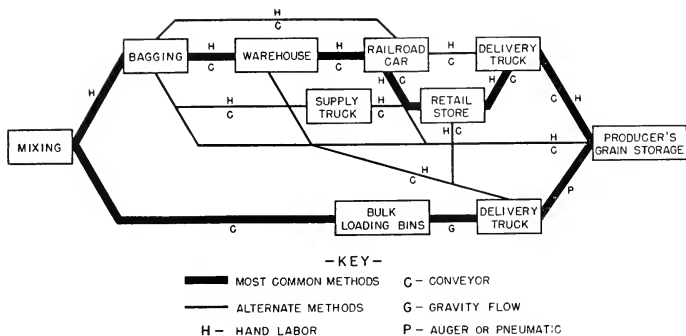 H
C
BAGGING
H
C
WAREHOUSE
H
C
RAILROAD
CAR
H
C
DELIVERY
TRUCK
H
H
C
H
C
C
H
H
C
SUPPLY
TRUCK
H
C
RETAIL
STORE
H
C
MIXING
H
C
PRODUCER'S
GRAIN STORAGE
H
C
P
C
BULK
LOADING BINS
G
DELIVERY
TRUCK
—KEY—
MOST COMMON METHODS
C — CONVEYOR
ALTERNATE METHODS
G — GRAVITY FLOW
H — HAND LABOR
P — AUGER OR PNEUMATIC